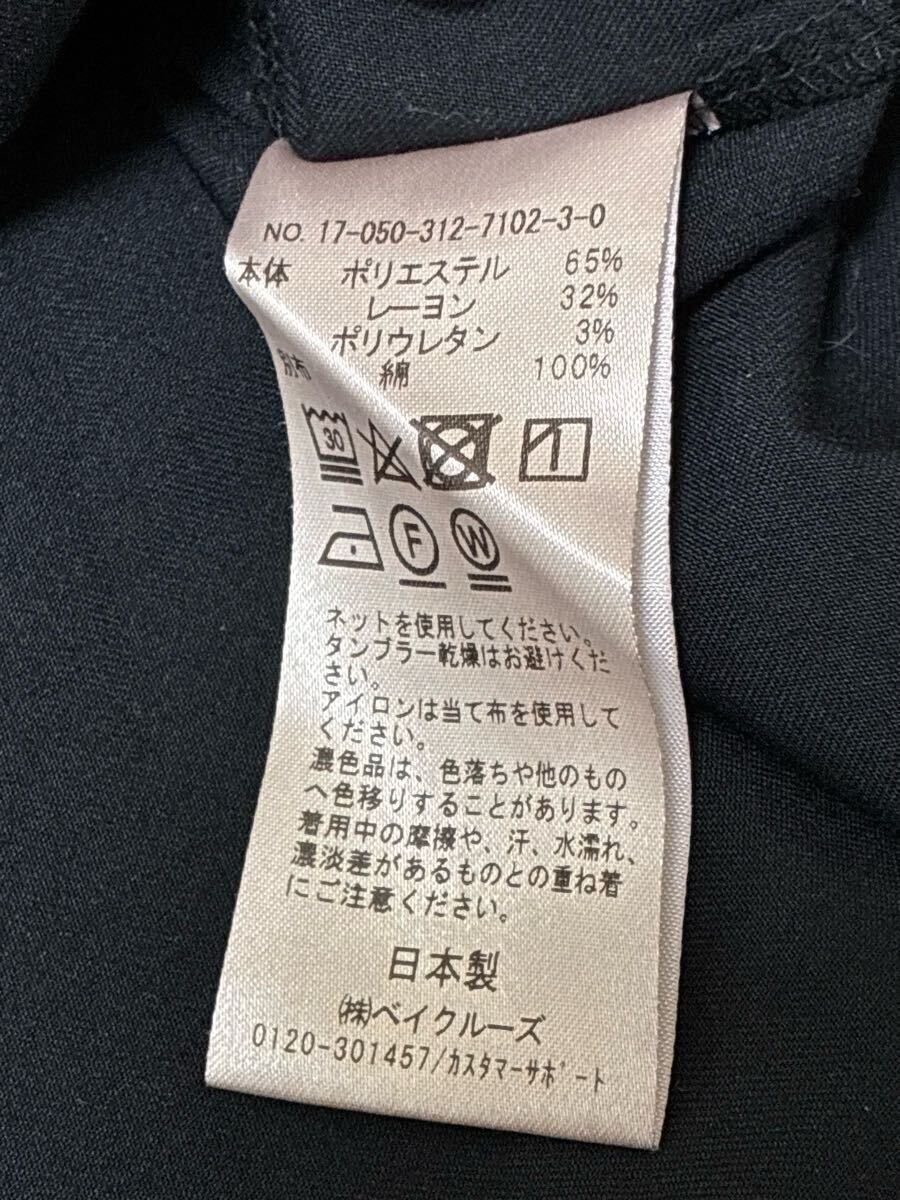 NO. 17-050-312-7102-3-0
本体 ポリエステル 65%
レーヨン 32%
ポリウレタン 3%
別布 綿 100%
30 1
F W
ネットを使用してください。
タンブラー乾燥はお避けくだ
さい。
アイロンは当て布を使用して
ください。
濃色品は、色落ちや他のもの
へ色移りすることがあります。
着用中の摩擦や、汗、水濡れ、
濃淡差があるものとの重ね着
にご注意ください。
日本製
㈱ベイクルーズ
0120-301457/カスタマーサポート